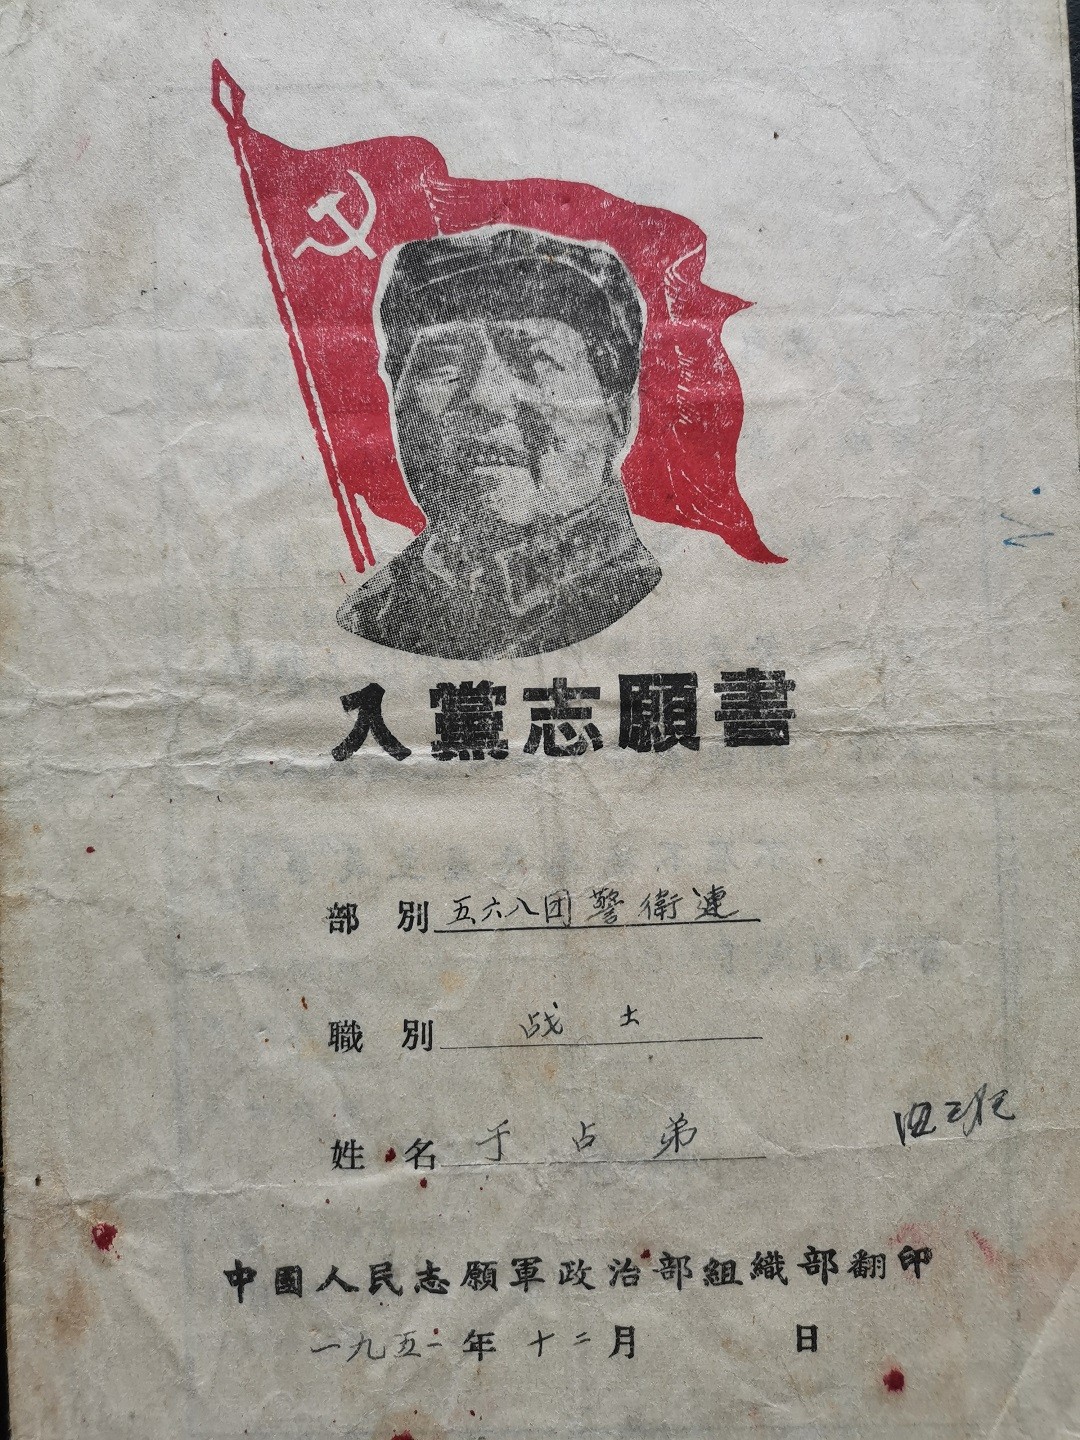 入黨志願書
部別 五六八团警衛連
職別 战士
姓名 于占弟
中國人民志願軍政治部組織部翻印
一九五一年十二月 日